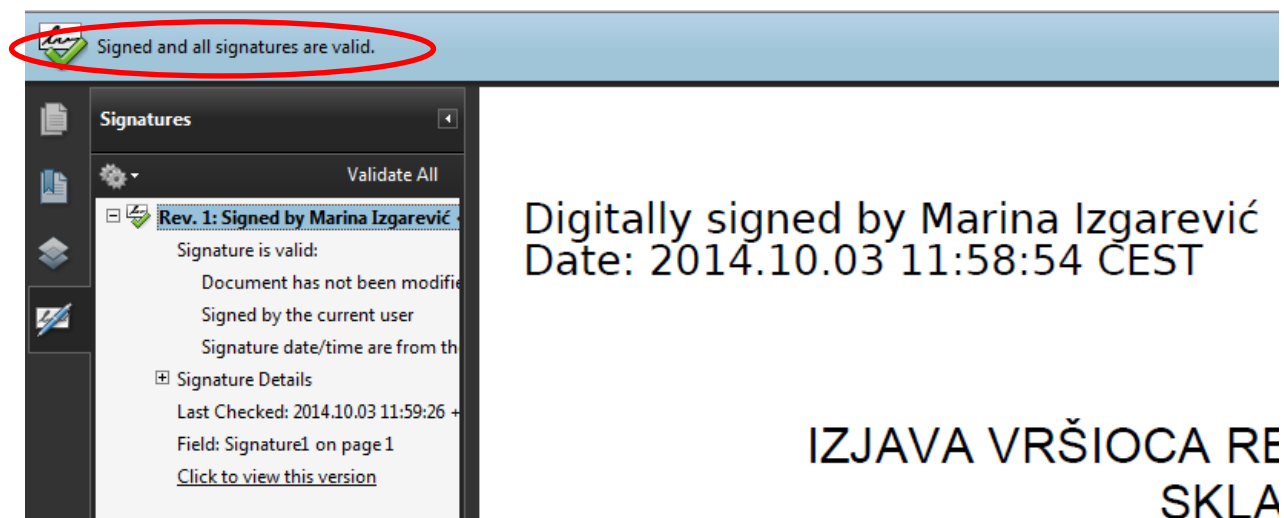 Signed and all signatures are valid.
Signatures
Validate All
Rev. 1: Signed by Marina Izgarević
Signature is valid:
Document has not been modifie
Signed by the current user
Signature date/time are from th
Signature Details
Last Checked: 2014.10.03 11:59:26 +
Field: Signature1 on page 1
Click to view this version
Digitally signed by Marina Izgarević
Date: 2014.10.03 11:58:54 CEST
IZJAVA VRŠIOCA RE
SKLA